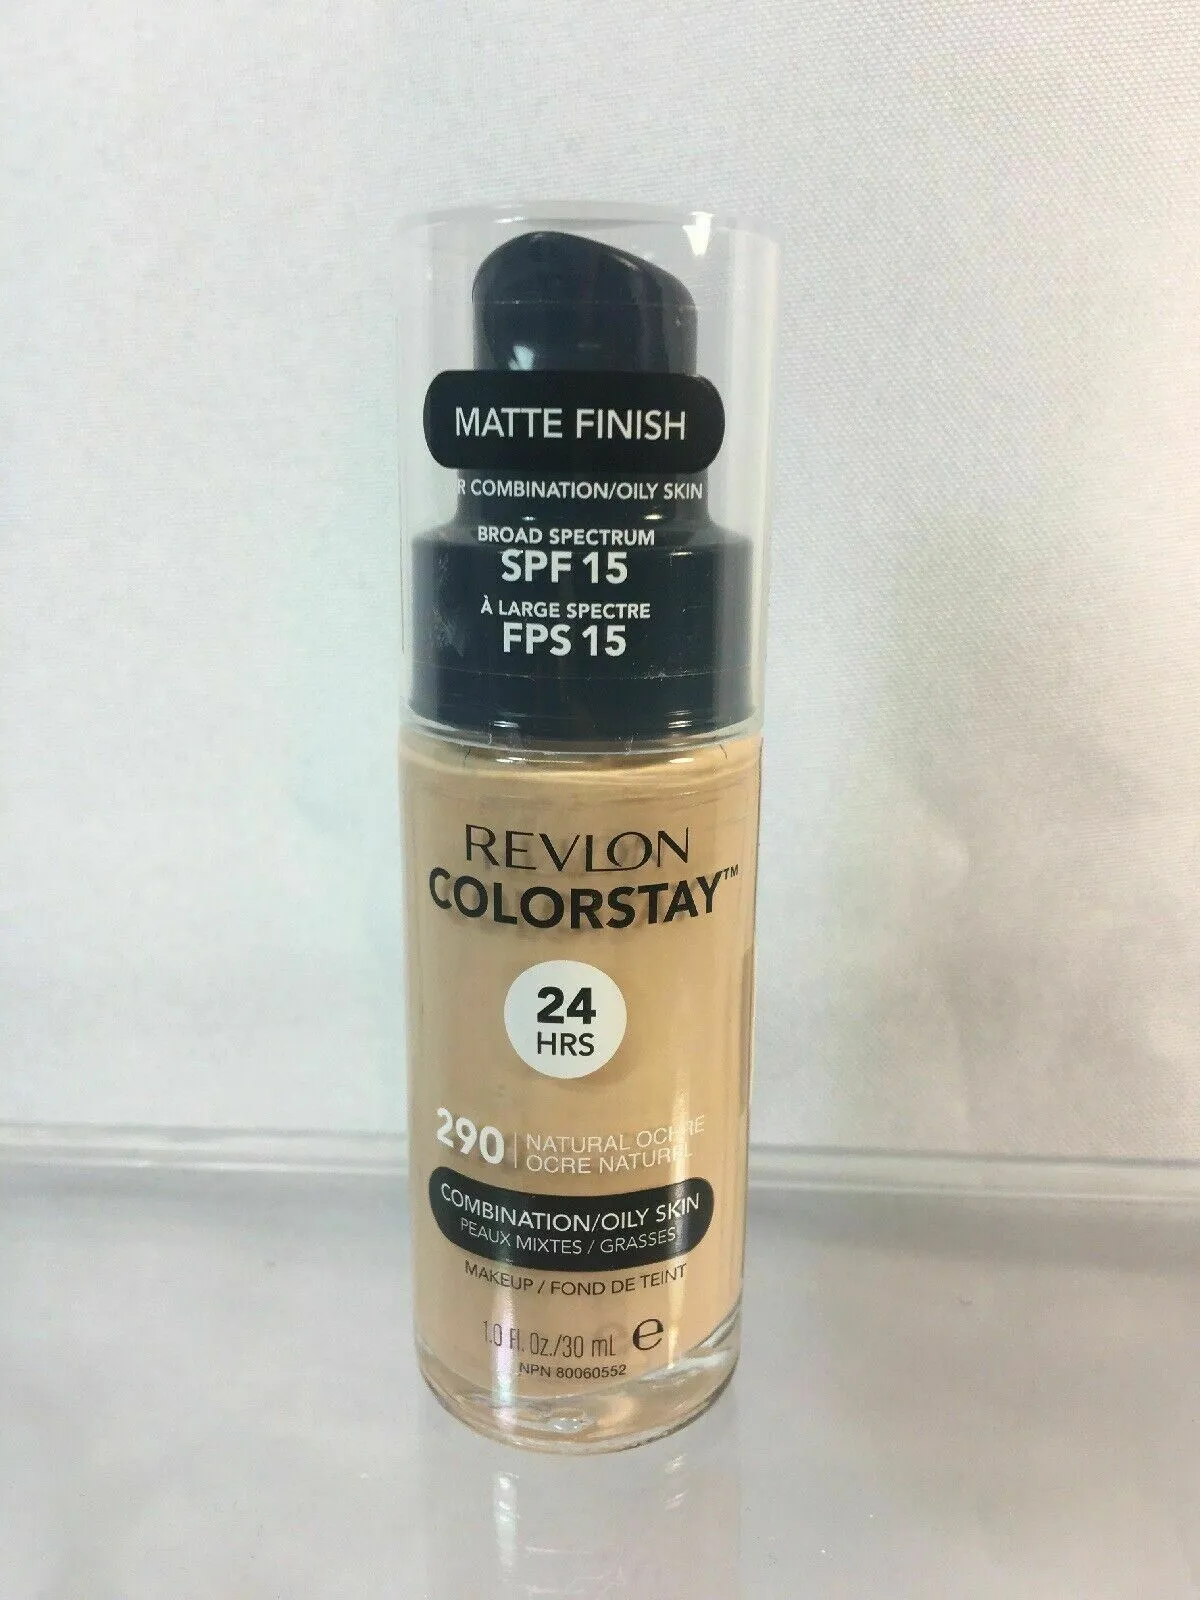 MATTE FINISH
R COMBINATION/OILY SKIN
BROAD SPECTRUM
SPF 15
À LARGE SPECTRE
FPS 15
REVLON
COLORSTAY™
24
HRS
290 | NATURAL OCHRE
OCRE NATUREL
COMBINATION/OILY SKIN
PEAUX MIXTES / GRASSES
MAKEUP / FOND DE TEINT
1.0 Fl. Oz./30 mL e
NPN 80060552